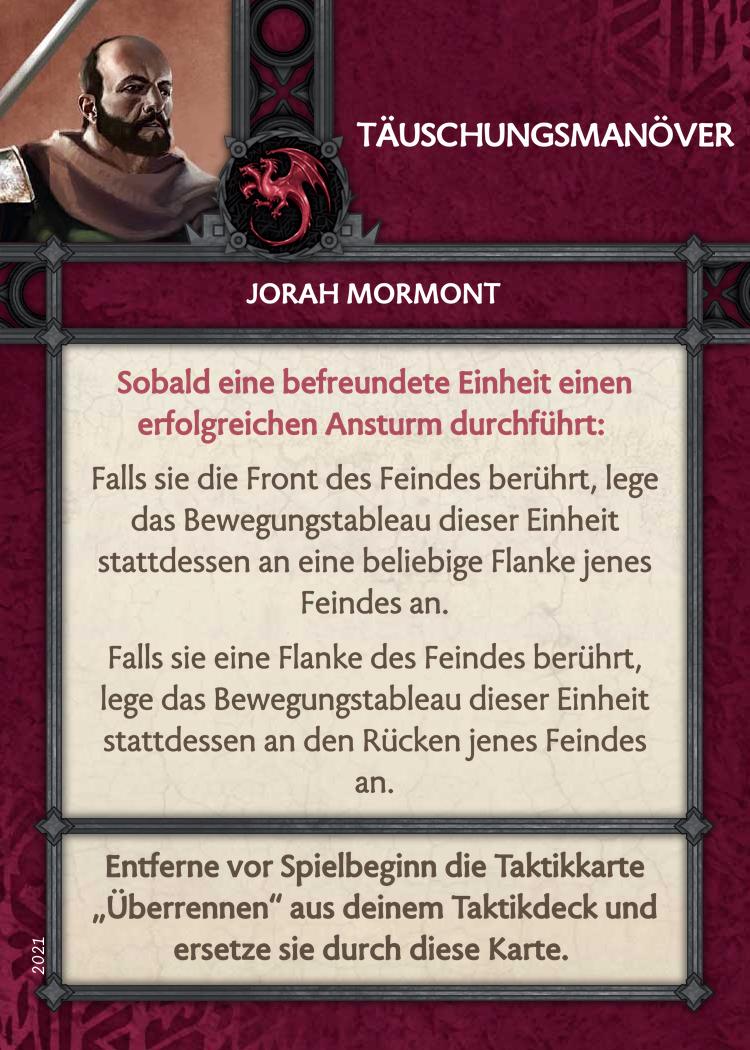 TÄUSCHUNGSMANÖVER
JORAH MORMONT
Sobald eine befreundete Einheit einen
erfolgreichen Ansturm durchführt:
Falls sie die Front des Feindes berührt, lege
das Bewegungstableau dieser Einheit
stattdessen an eine beliebige Flanke jenes
Feindes an.
Falls sie eine Flanke des Feindes berührt,
lege das Bewegungstableau dieser Einheit
stattdessen an den Rücken jenes Feindes
an.
Entferne vor Spielbeginn die Taktikkarte
„Überrennen“ aus deinem Taktikdeck und
ersetze sie durch diese Karte.
2021